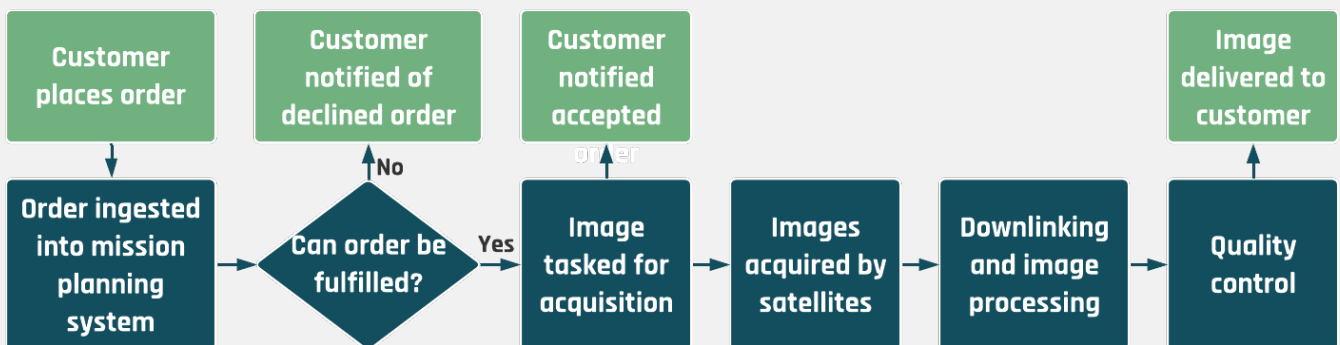 Customer
places order
Customer
notified of
declined order
Customer
notified
accepted
order
Image
delivered to
customer
No
Order ingested
into mission
planning
system
Can order be
fulfilled?
Yes
Image
tasked for
acquisition
Images
acquired by
satellites
Downlinking
and image
processing
Quality
control